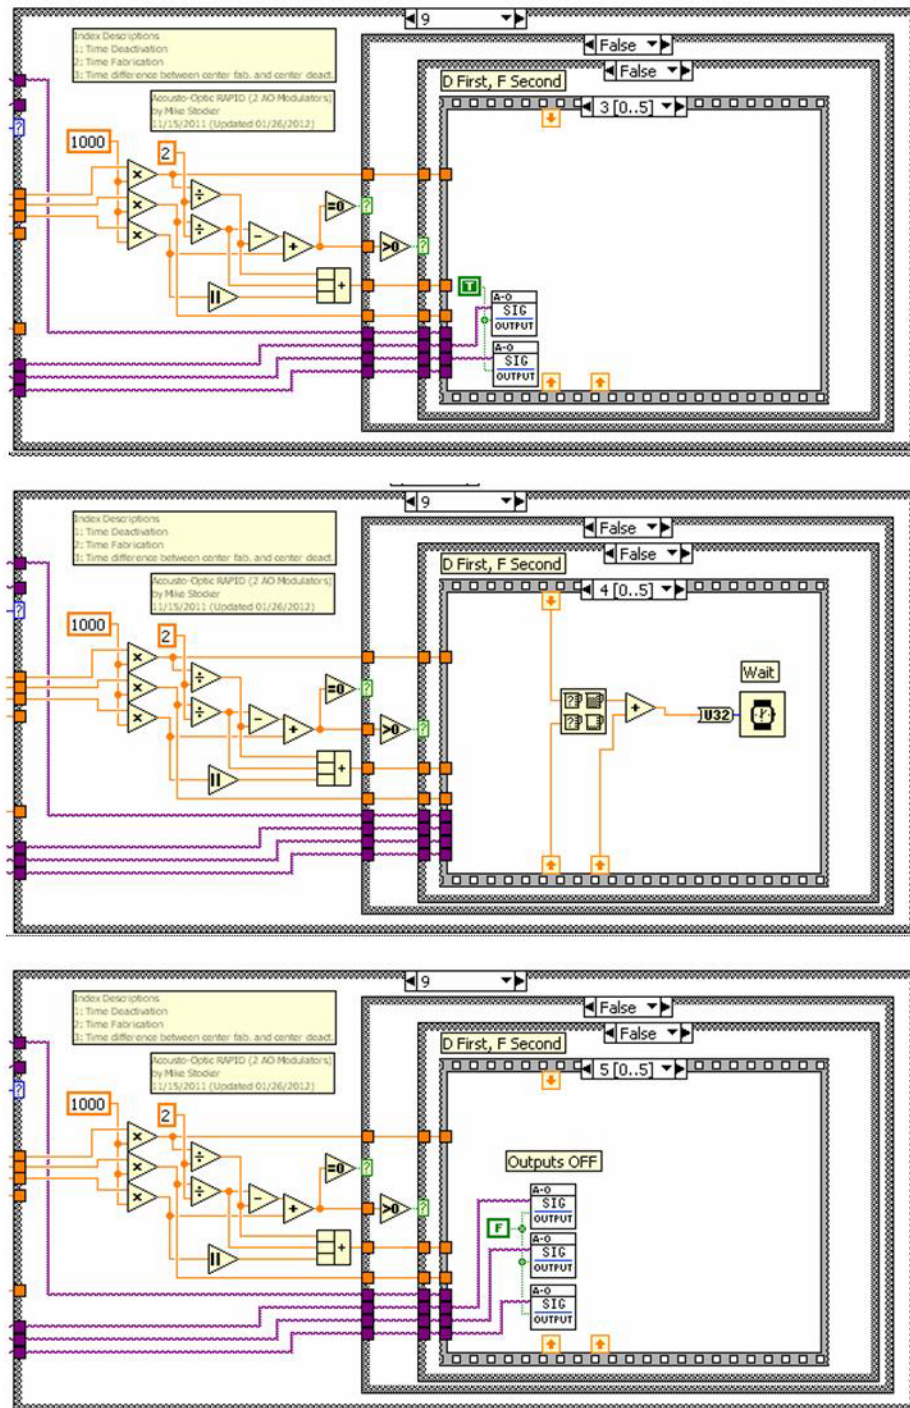 9
Index Descriptions
1: Time Deactivation
2: Time Fabrication
3: Time difference between center fab. and center deact.
False
False
D First, F Second
Acousto-Optic RAPID (2 AO Modulators)
by Mike Stocker
11/15/2011 (Updated 01/26/2012)
3 [0..5]
1000
2
×
÷
=0
×
÷
-
+
>0
×
||
+
T
A-O
SIG
OUTPUT
A-O
SIG
OUTPUT
9
Index Descriptions
1: Time Deactivation
2: Time Fabrication
3: Time difference between center fab. and center deact.
False
False
D First, F Second
Acousto-Optic RAPID (2 AO Modulators)
by Mike Stocker
11/15/2011 (Updated 01/26/2012)
4 [0..5]
1000
2
Wait
×
÷
=0
×
÷
-
+
>0
+
U32
×
||
+
9
Index Descriptions
1: Time Deactivation
2: Time Fabrication
3: Time difference between center fab. and center deact.
False
False
D First, F Second
Acousto-Optic RAPID (2 AO Modulators)
by Mike Stocker
11/15/2011 (Updated 01/26/2012)
5 [0..5]
1000
2
Outputs OFF
×
÷
=0
×
÷
-
+
>0
×
||
+
F
A-O
SIG
OUTPUT
A-O
SIG
OUTPUT
A-O
SIG
OUTPUT